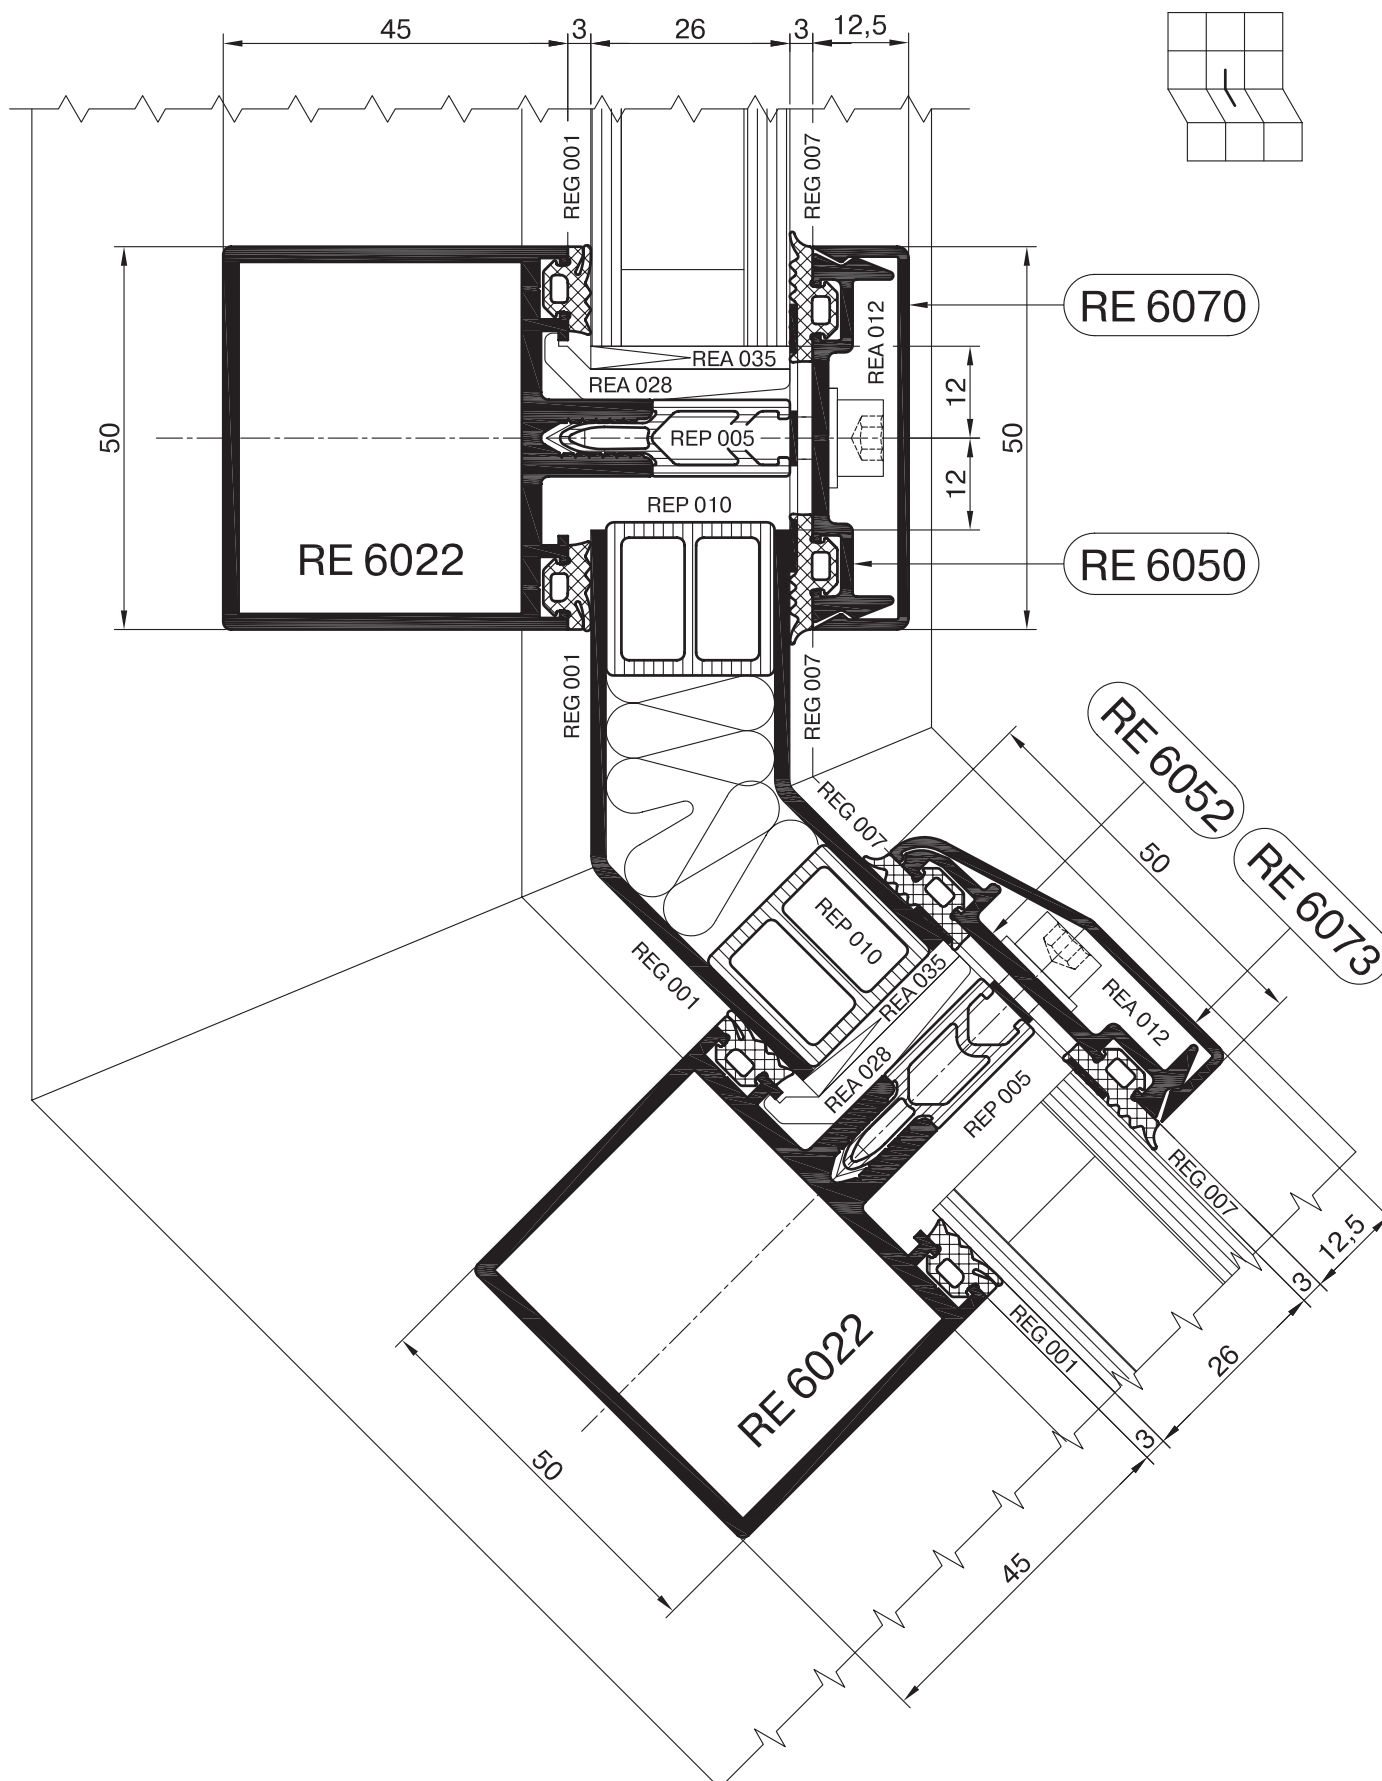 45
3
26
3
12,5
REG 001
REG 007
RE 6070
REA 012
REA 035
REA 028
12
50
REP 005
50
12
REP 010
RE 6022
RE 6050
REG 001
REG 007
RE 6052
REG 007
50
RE 6073
REP 010
REG 001
REA 035
REA 012
REA 028
REP 005
REG 007
12,5
3
REG 001
26
RE 6022
3
50
45